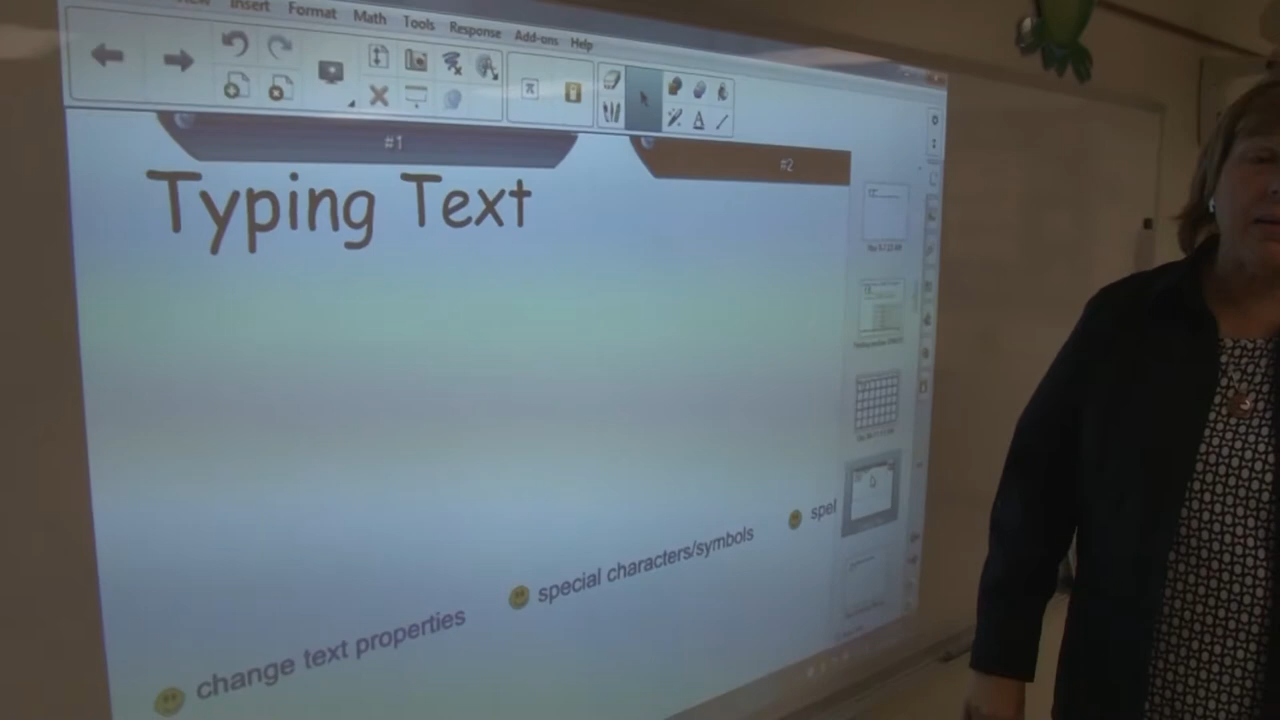 Insert Format Math Tools Response Add-ons Help
#1
#2
Typing Text
spel
special characters/symbols
change text properties